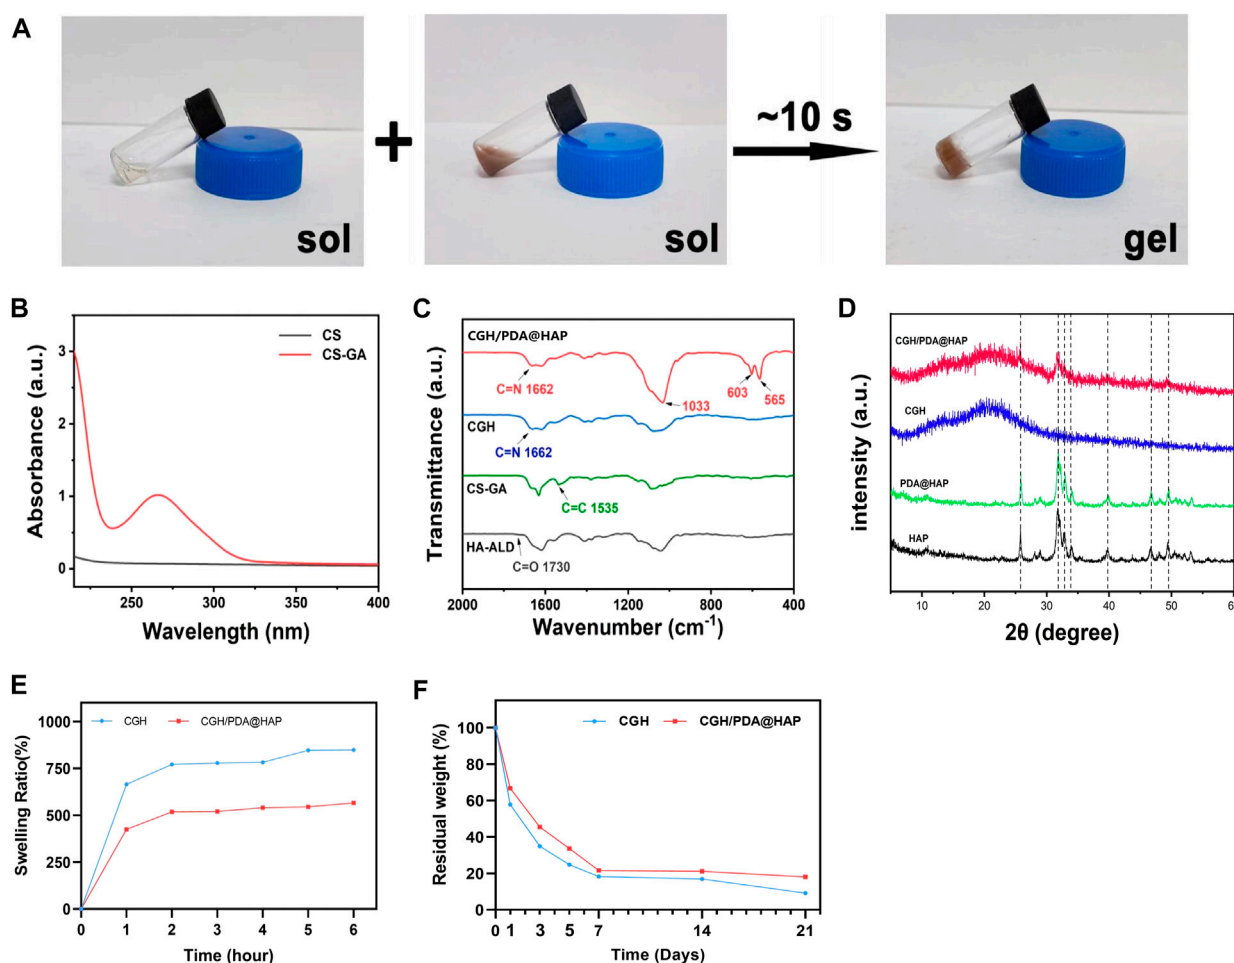 A
sol
+
sol
~10 s
gel
B
CS
CS-GA
Absorbance (a.u.)
3
2
1
0
250
300
350
400
Wavelength (nm)
C
CGH/PDA@HAP
C=N 1662
1033
603
565
CGH
C=N 1662
CS-GA
C=C 1535
HA-ALD
C=O 1730
Transmittance (a.u.)
2000
1600
1200
800
400
Wavenumber (cm⁻¹)
D
CGH/PDA@HAP
CGH
PDA@HAP
HAP
intensity (a.u.)
10
20
30
40
50
60
2θ (degree)
E
CGH
CGH/PDA@HAP
Swelling Ratio(%)
1000
750
500
250
0
0
1
2
3
4
5
6
Time (hour)
F
CGH
CGH/PDA@HAP
Residual weight (%)
100
80
60
40
20
0
0
1
3
5
7
14
21
Time (Days)